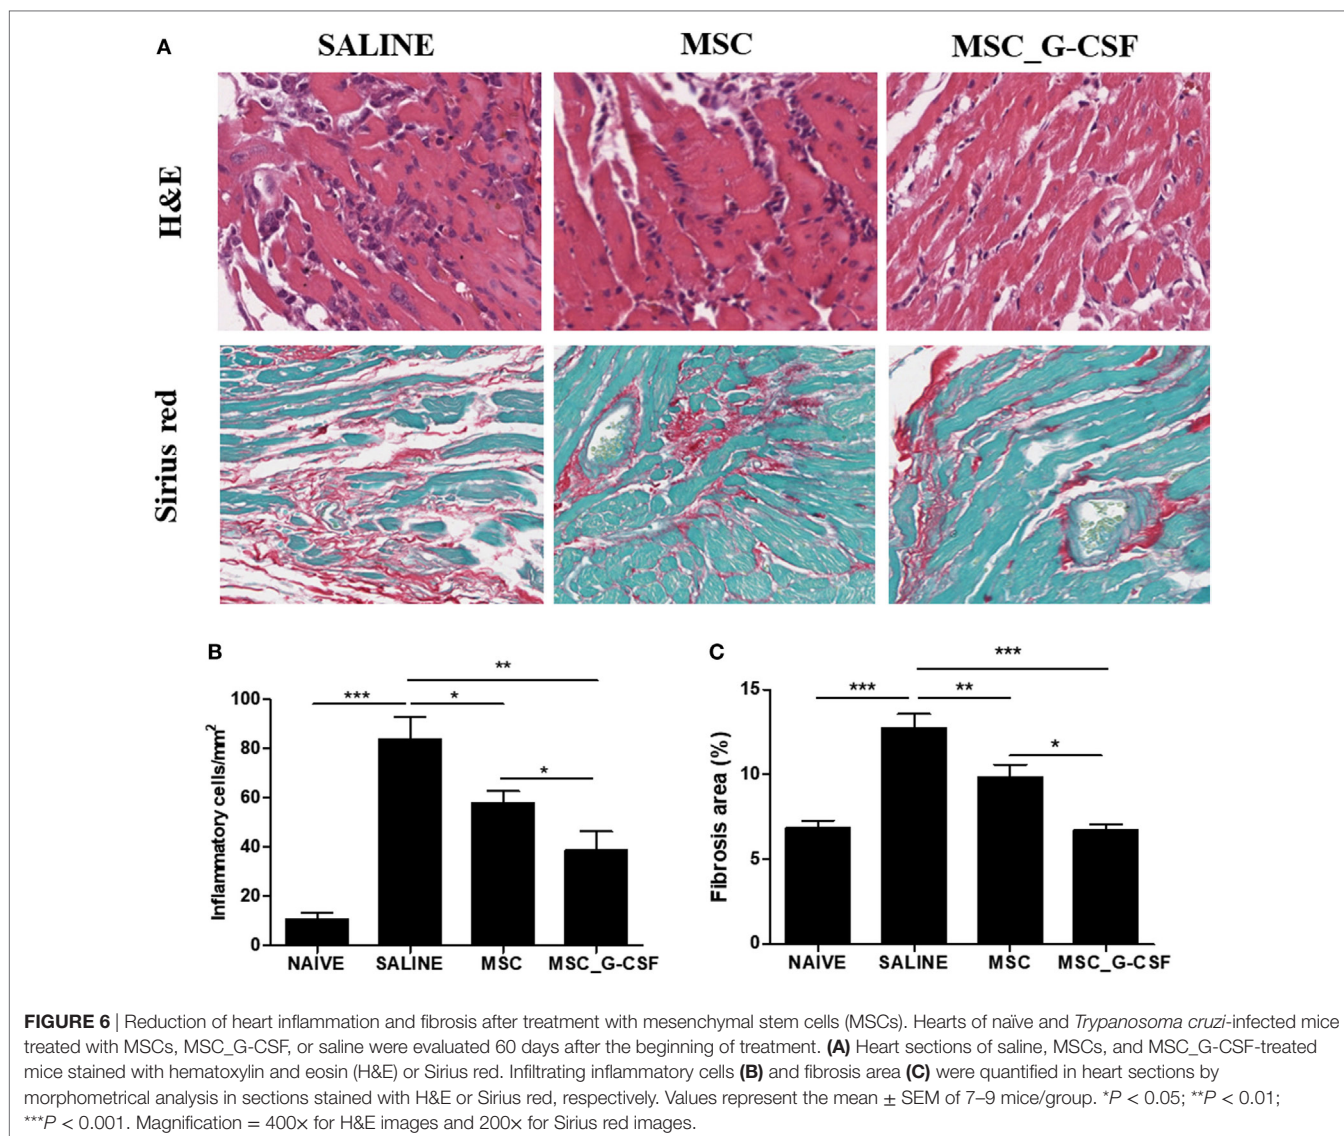 A
SALINE
MSC
MSC_G-CSF
H&E
Sirius red
B
Inflammatory cells/mm²
100
80
60
40
20
0
***
*
**
*
NAÏVE
SALINE
MSC
MSC_G-CSF
C
Fibrosis area (%)
15
10
5
0
***
**
***
*
NAÏVE
SALINE
MSC
MSC_G-CSF
FIGURE 6 | Reduction of heart inflammation and fibrosis after treatment with mesenchymal stem cells (MSCs). Hearts of naïve and Trypanosoma cruzi-infected mice
treated with MSCs, MSC_G-CSF, or saline were evaluated 60 days after the beginning of treatment. (A) Heart sections of saline, MSCs, and MSC_G-CSF-treated
mice stained with hematoxylin and eosin (H&E) or Sirius red. Infiltrating inflammatory cells (B) and fibrosis area (C) were quantified in heart sections by
morphometrical analysis in sections stained with H&E or Sirius red, respectively. Values represent the mean ± SEM of 7–9 mice/group. *P < 0.05; **P < 0.01;
***P < 0.001. Magnification = 400× for H&E images and 200× for Sirius red images.